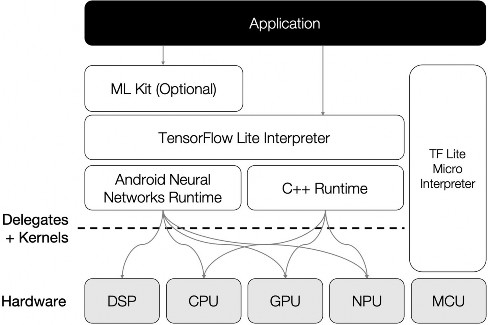 Application
ML Kit (Optional)
TensorFlow Lite Interpreter
TF Lite
Micro
Interpreter
Android Neural
Networks Runtime
C++ Runtime
Delegates
+ Kernels
Hardware
DSP
CPU
GPU
NPU
MCU